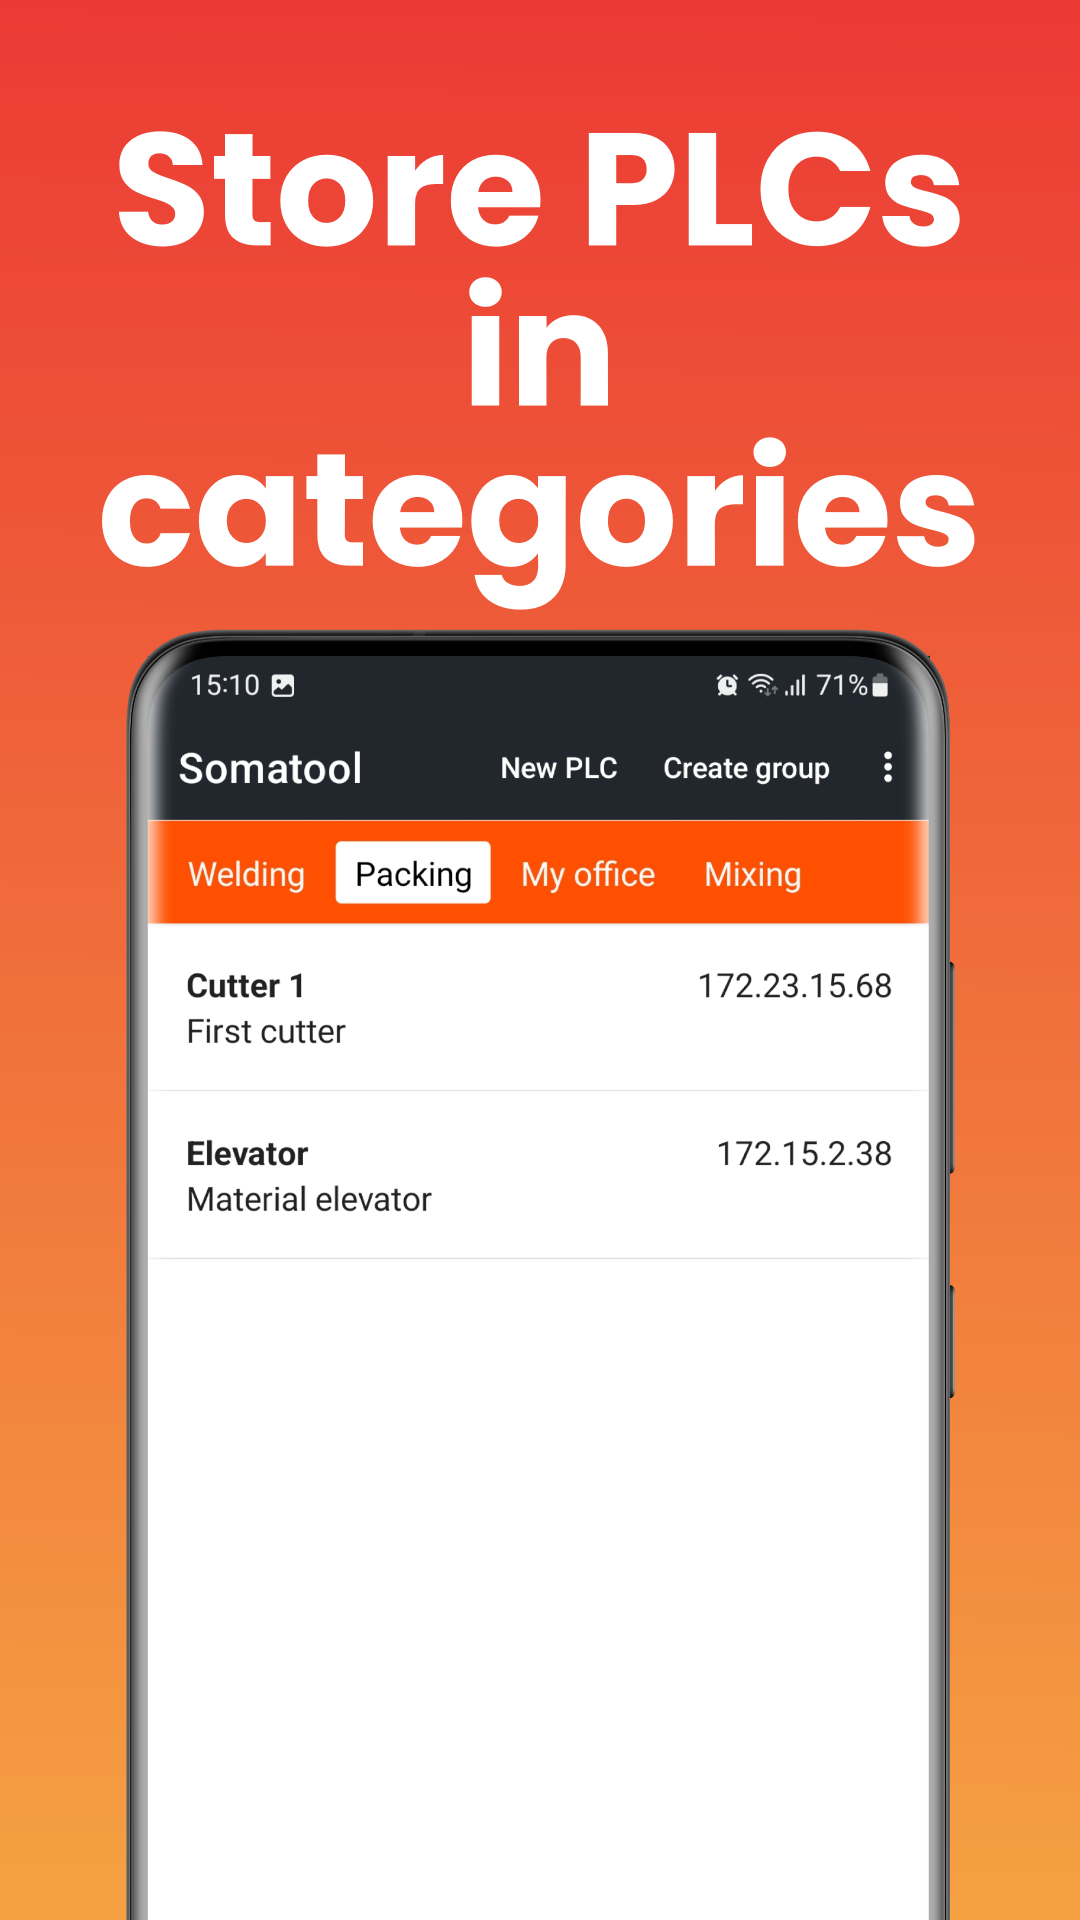 Store PLCs
in
categories
15:10 71%
Somatool New PLC Create group
Welding Packing My office Mixing
Cutter 1 172.23.15.68
First cutter
Elevator 172.15.2.38
Material elevator